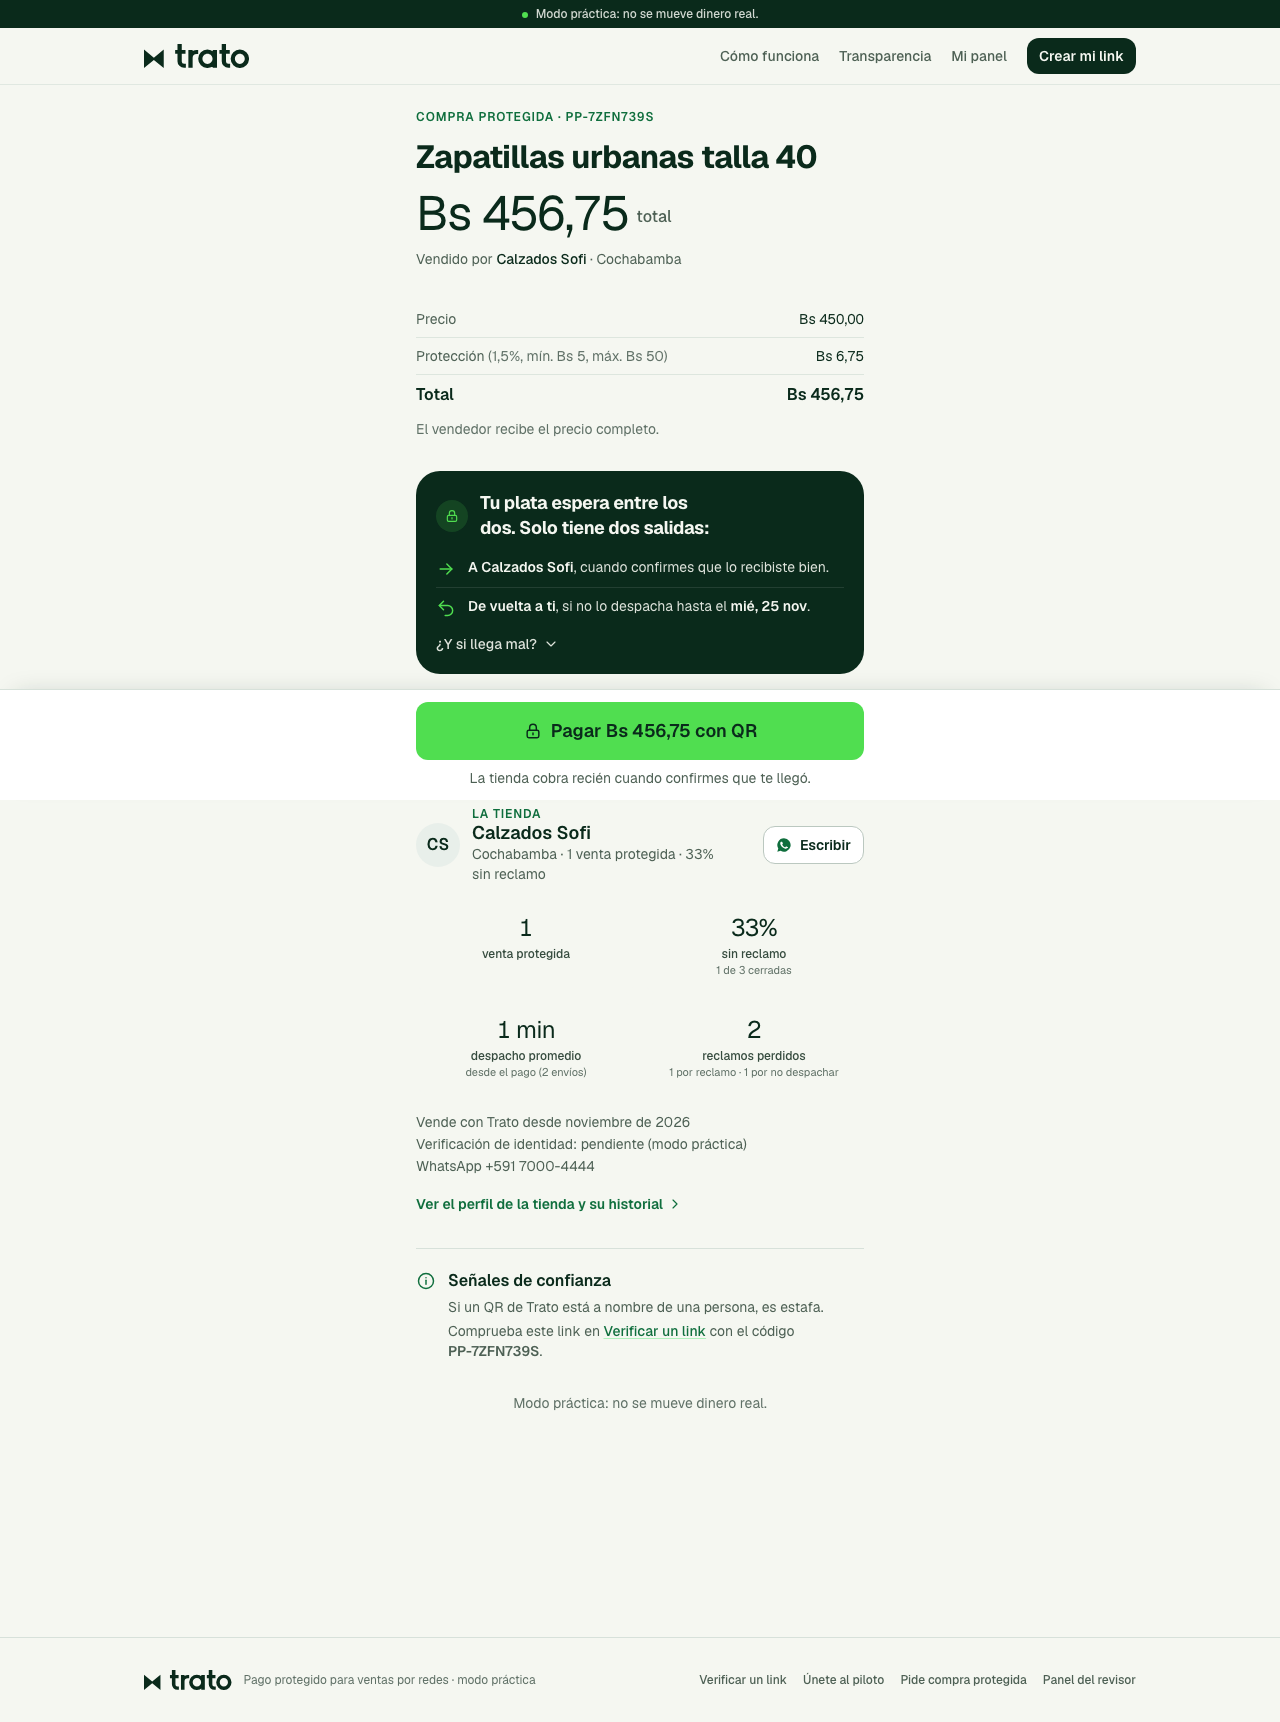 Modo práctica: no se mueve dinero real.
trato
Cómo funciona
Transparencia
Mi panel
Crear mi link
COMPRA PROTEGIDA · PP-7ZFN739S
Zapatillas urbanas talla 40
Bs 456,75 total
Vendido por Calzados Sofi · Cochabamba
Precio
Bs 450,00
Protección (1,5%, mín. Bs 5, máx. Bs 50)
Bs 6,75
Total
Bs 456,75
El vendedor recibe el precio completo.
Tu plata espera entre los
dos. Solo tiene dos salidas:
A Calzados Sofi, cuando confirmes que lo recibiste bien.
De vuelta a ti, si no lo despacha hasta el mié, 25 nov.
¿Y si llega mal?
Pagar Bs 456,75 con QR
La tienda cobra recién cuando confirmes que te llegó.
LA TIENDA
CS
Calzados Sofi
Cochabamba · 1 venta protegida · 33%
sin reclamo
Escribir
1
venta protegida
33%
sin reclamo
1 de 3 cerradas
1 min
despacho promedio
desde el pago (2 envíos)
2
reclamos perdidos
1 por reclamo · 1 por no despachar
Vende con Trato desde noviembre de 2026
Verificación de identidad: pendiente (modo práctica)
WhatsApp +591 7000-4444
Ver el perfil de la tienda y su historial
Señales de confianza
Si un QR de Trato está a nombre de una persona, es estafa.
Comprueba este link en Verificar un link con el código
PP-7ZFN739S.
Modo práctica: no se mueve dinero real.
trato
Pago protegido para ventas por redes · modo práctica
Verificar un link
Únete al piloto
Pide compra protegida
Panel del revisor